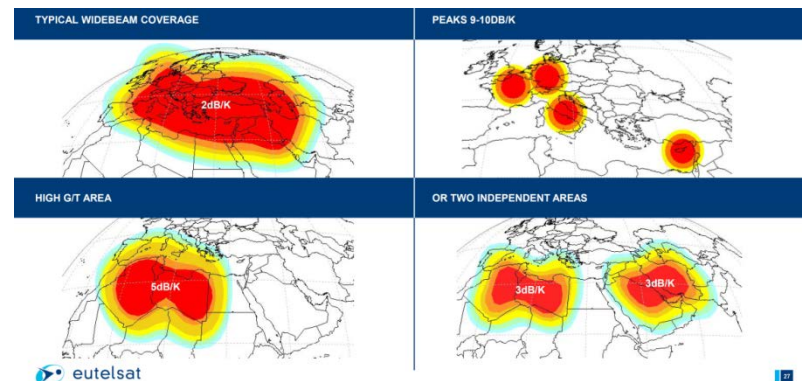 TYPICAL WIDEBEAM COVERAGE
PEAKS 9-10DB/K
2dB/K
HIGH G/T AREA
OR TWO INDEPENDENT AREAS
5dB/K
3dB/K
3dB/K
eutelsat
27